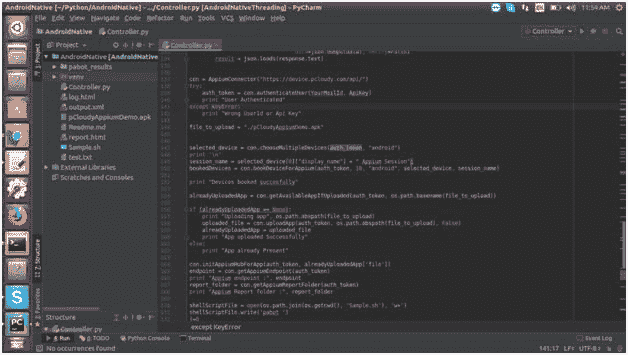 AndroidNative [~/Python/AndroidNative] - .../Controller.py [AndroidNativeThreading] - PyCharm
11:54 AM
File Edit View Navigate Code Refactor Run Tools VCS Window Help
AndroidNative Controller.py
Controller
Project
Controller.py
AndroidNative ~/Python/AndroidNative
pabot_results
venv
Controller.py
log.html
output.xml
pCloudyAppiumDemo.apk
Readme.md
report.html
Sample.sh
test.txt
External Libraries
Scratches and Consoles
result = json.loads(response.text)
con = AppiumConnector("https://device.pcloudy.com/api/")
try:
auth_token = con.authenticateUser(YourMailId, ApiKey)
print "User Authenticated"
except KeyError:
print "Wrong UserId or Api Key"
file_to_upload = "./pCloudyAppiumDemo.apk"
selected_device = con.chooseMultipleDevices(auth_token, "android")
print '\n'
session_name = selected_device[0]["display_name"] + " Appium Session"
bookedDevices = con.bookDevicesForAppium(auth_token, 10, "android", selected_device, session_name)
print "Devices booked succesfully"
alreadyUploadedApp = con.getAvailableAppIfUploaded(auth_token, os.path.basename(file_to_upload))
if (alreadyUploadedApp == None):
print "Uploading app", os.path.abspath(file_to_upload)
uploaded_file = con.uploadApp(auth_token, os.path.abspath(file_to_upload), False)
alreadyUploadedApp = uploaded_file
print "App uploaded Successfully"
else:
print "App already Present"
con.initAppiumHubForApp(auth_token, alreadyUploadedApp['file'])
endpoint = con.getAppiumEndpoint(auth_token)
print "Appium endpoint :", endpoint
report_folder = con.getAppiumReportFolder(auth_token)
print "Appium Report folder :", report_folder
shellScriptFile = open(os.path.join(os.getcwd(), "Sample.sh"), "w+")
shellScriptFile.write('pabot ')
except KeyError
1: Project
7: Structure
2: Favorites
Structure
Controller.py
4: Run
6: TODO
Python Console
Terminal
Event Log
No occurrences found
141:17 LF÷ UTF-8÷